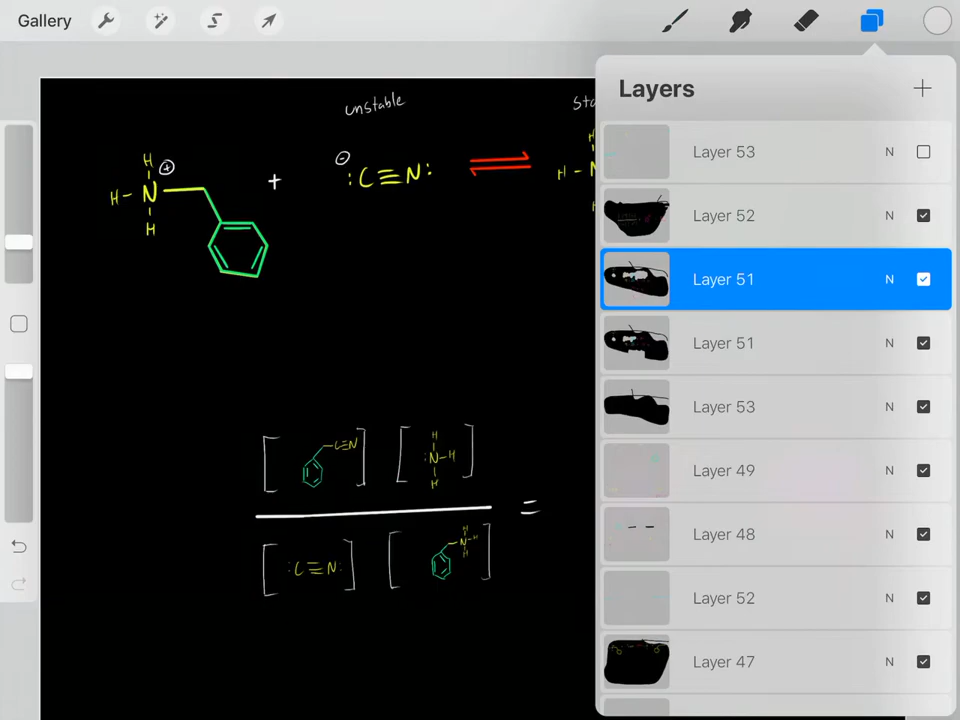 Gallery
Layers
unstable
Layer 53 N
Layer 52 N
Layer 51 N
Layer 51 N
Layer 53 N
Layer 49 N
Layer 48 N
Layer 52 N
Layer 47 N
H
H - N ⊕
H
+
⊖ :C≡N:
H
H - N
[ C≡N ] [ H :N-H H ]
=
[ :C≡N: ] [ H N-H H ]